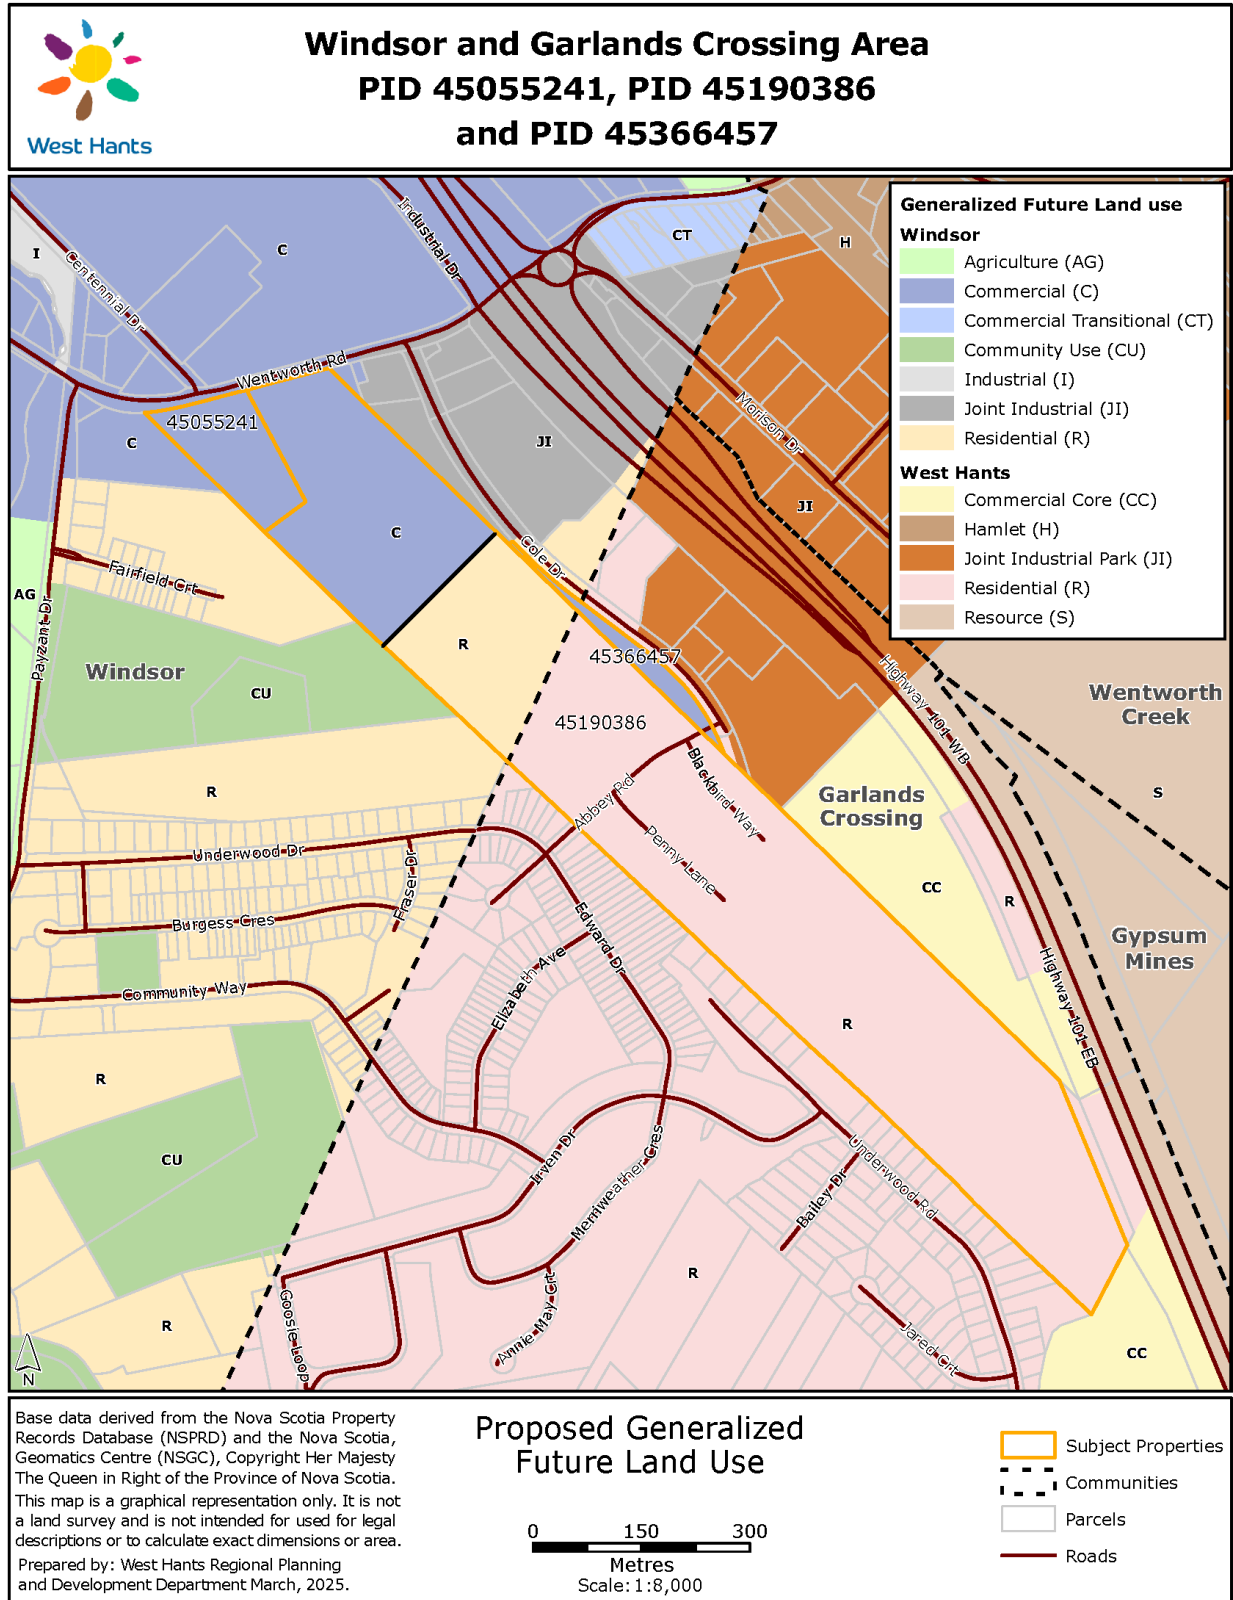 Windsor and Garlands Crossing Area
PID 45055241, PID 45190386
and PID 45366457
West Hants
Generalized Future Land use
Windsor
Agriculture (AG)
Commercial (C)
Commercial Transitional (CT)
Community Use (CU)
Industrial (I)
Joint Industrial (JI)
Residential (R)
West Hants
Commercial Core (CC)
Hamlet (H)
Joint Industrial Park (JI)
Residential (R)
Resource (S)
I
C
Centennial Dr
Industrial Dr
CT
H
Wentworth Rd
45055241
C
JI
Morison Dr
JI
C
Cole Dr
Fairfield Crt
AG
Payzant Dr
Windsor
CU
R
45366457
45190386
Highway 101 WB
Wentworth
Creek
S
R
Blackbird Way
Abbey Rd
Penny Lane
Garlands
Crossing
CC
R
Underwood Dr
Fraser Dr
Burgess Cres
Edward Dr
Elizabeth Ave
Gypsum
Mines
Highway 101 EB
Community Way
R
R
CU
Irven Dr
Merriweather Cres
Underwood Rd
Bailey Dr
R
R
Goosie Loop
Annie May Crt
Jared Crt
CC
N
Base data derived from the Nova Scotia Property
Records Database (NSPRD) and the Nova Scotia,
Geomatics Centre (NSGC), Copyright Her Majesty
The Queen in Right of the Province of Nova Scotia.
This map is a graphical representation only. It is not
a land survey and is not intended for used for legal
descriptions or to calculate exact dimensions or area.
Prepared by: West Hants Regional Planning
and Development Department March, 2025.
Proposed Generalized
Future Land Use
0 150 300
Metres
Scale: 1:8,000
Subject Properties
Communities
Parcels
Roads